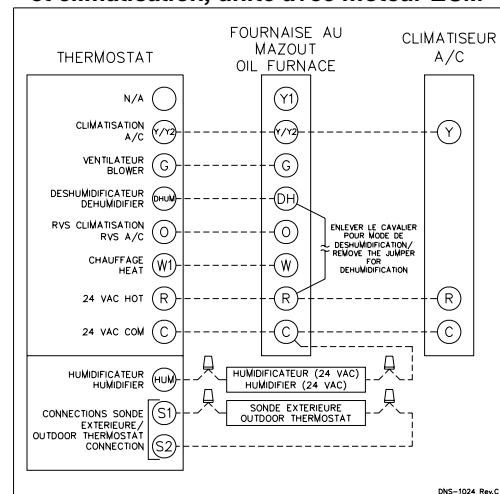 et climatisation, unité avec moteur ECM
THERMOSTAT
FOURNAISE AU
MAZOUT
OIL FURNACE
CLIMATISEUR
A/C
N/A
Y1
CLIMATISATION
A/C
Y/Y2
Y/Y2
Y
VENTILATEUR
BLOWER
G
G
DESHUMIDIFICATEUR
DEHUMIDIFIER
DHUM
DH
RVS CLIMATISATION
RVS A/C
O
O
ENLEVER LE CAVALIER
POUR MODE DE
DESHUMIDIFICATION/
REMOVE THE JUMPER
FOR
DEHUMIDIFICATION
CHAUFFAGE
HEAT
W1
W
24 VAC HOT
R
R
R
24 VAC COM
C
C
C
HUMIDIFICATEUR
HUMIDIFIER
HUM
HUMIDIFICATEUR (24 VAC)
HUMIDIFIER (24 VAC)
CONNECTIONS SONDE
EXTERIEURE/
OUTDOOR THERMOSTAT
CONNECTION
S1
SONDE EXTERIEURE
OUTDOOR THERMOSTAT
S2
DNS-1024 Rev.C